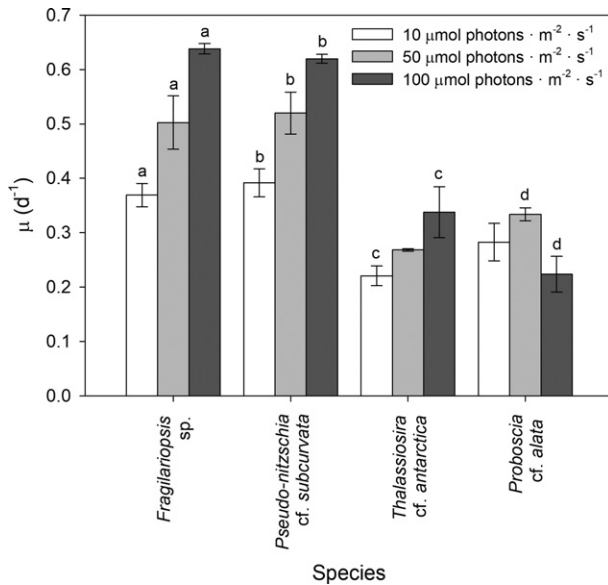 0.7
0.6
0.5
0.4
0.3
0.2
0.1
0.0
μ (d⁻¹)
10 μmol photons · m⁻² · s⁻¹
50 μmol photons · m⁻² · s⁻¹
100 μmol photons · m⁻² · s⁻¹
a
a
a
b
b
b
c
c
d
d
Fragilariopsis
sp.
Pseudo-nitzschia
cf. subcurvata
Thalassiosira
cf. antarctica
Proboscia
cf. alata
Species